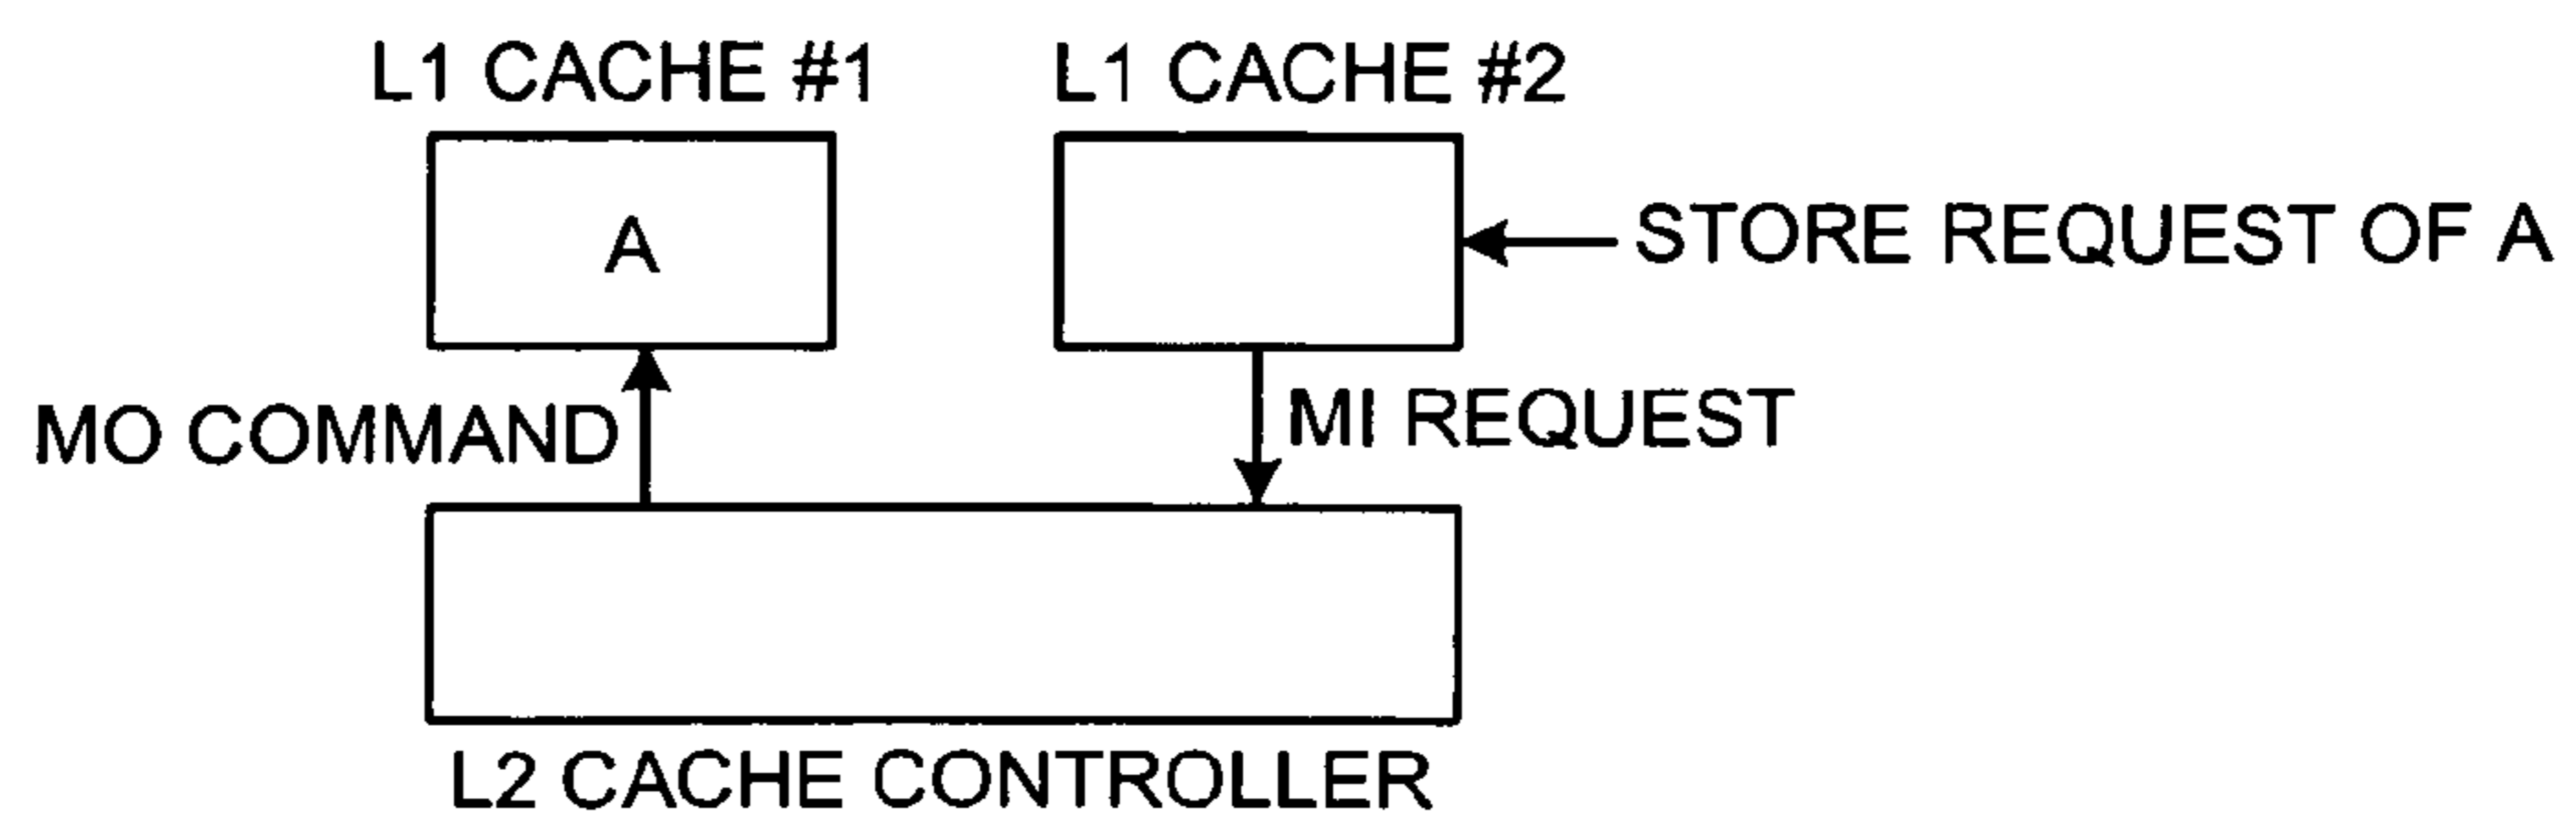 L1 CACHE #1
L1 CACHE #2
A
STORE REQUEST OF A
MO COMMAND
MI REQUEST
L2 CACHE CONTROLLER